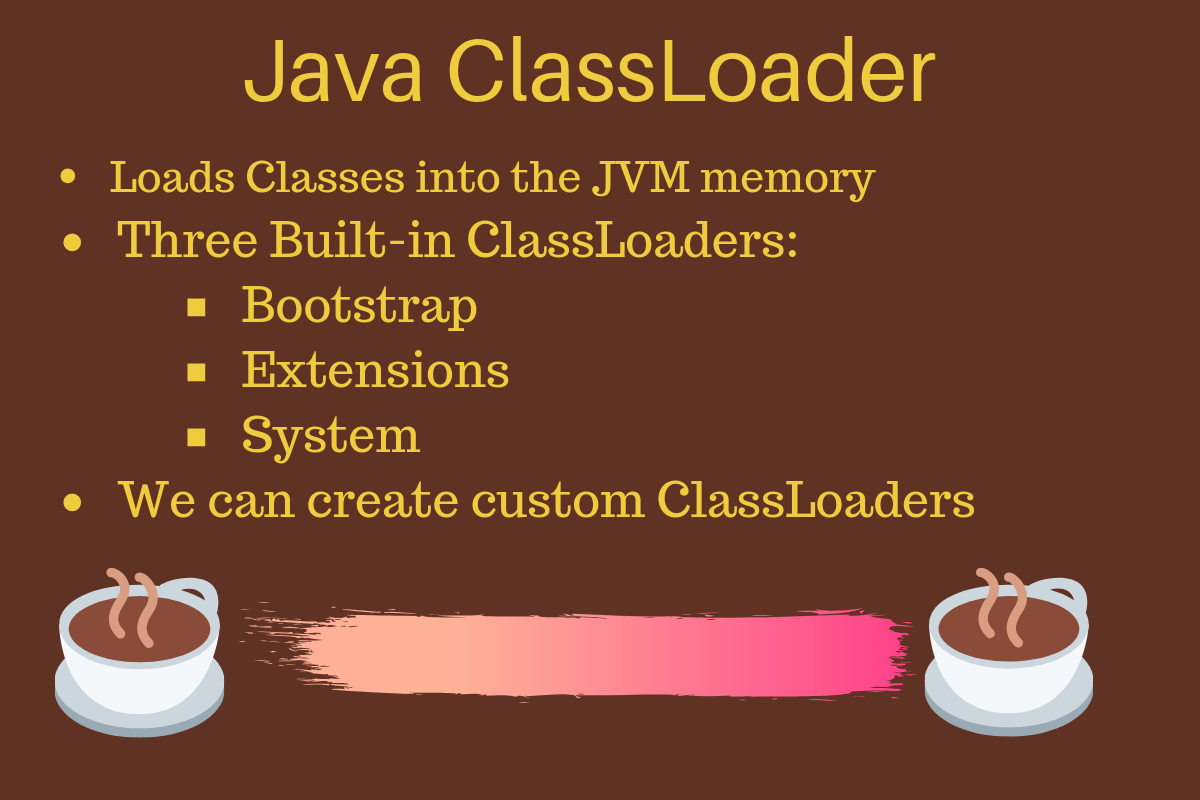 Java ClassLoader
• Loads Classes into the JVM memory
• Three Built-in ClassLoaders:
▪ Bootstrap
▪ Extensions
▪ System
• We can create custom ClassLoaders